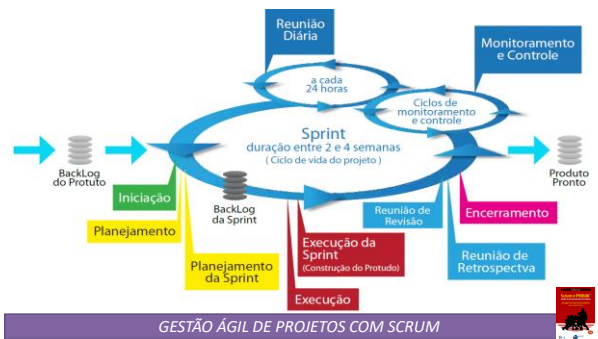 Reunião
Diária
Monitoramento
e Controle
a cada
24 horas
Ciclos de
monitoramento
e controle
Sprint
duração entre 2 e 4 semanas
( Ciclo de vida do projeto )
BackLog
do Protuto
Produto
Pronto
Iniciação
BackLog
da Sprint
Planejamento
Planejamento
da Sprint
Execução da
Sprint
(Construção do Protudo)
Execução
Reunião de
Revisão
Encerramento
Reunião de
Retrospectva
GESTÃO ÁGIL DE PROJETOS COM SCRUM